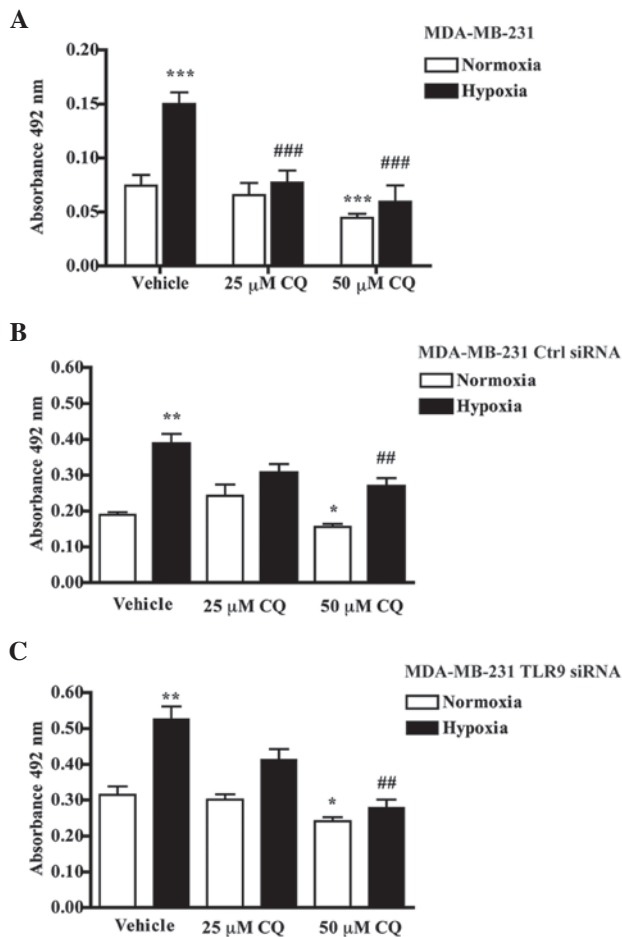 A
MDA-MB-231
Normoxia
Hypoxia
Absorbance 492 nm
0.20
0.15
0.10
0.05
0.00
***
###
***
###
Vehicle
25 μM CQ
50 μM CQ
B
MDA-MB-231 Ctrl siRNA
Normoxia
Hypoxia
Absorbance 492 nm
0.60
0.50
0.40
0.30
0.20
0.10
0.00
**
*
##
Vehicle
25 μM CQ
50 μM CQ
C
MDA-MB-231 TLR9 siRNA
Normoxia
Hypoxia
Absorbance 492 nm
0.60
0.50
0.40
0.30
0.20
0.10
0.00
**
*
##
Vehicle
25 μM CQ
50 μM CQ